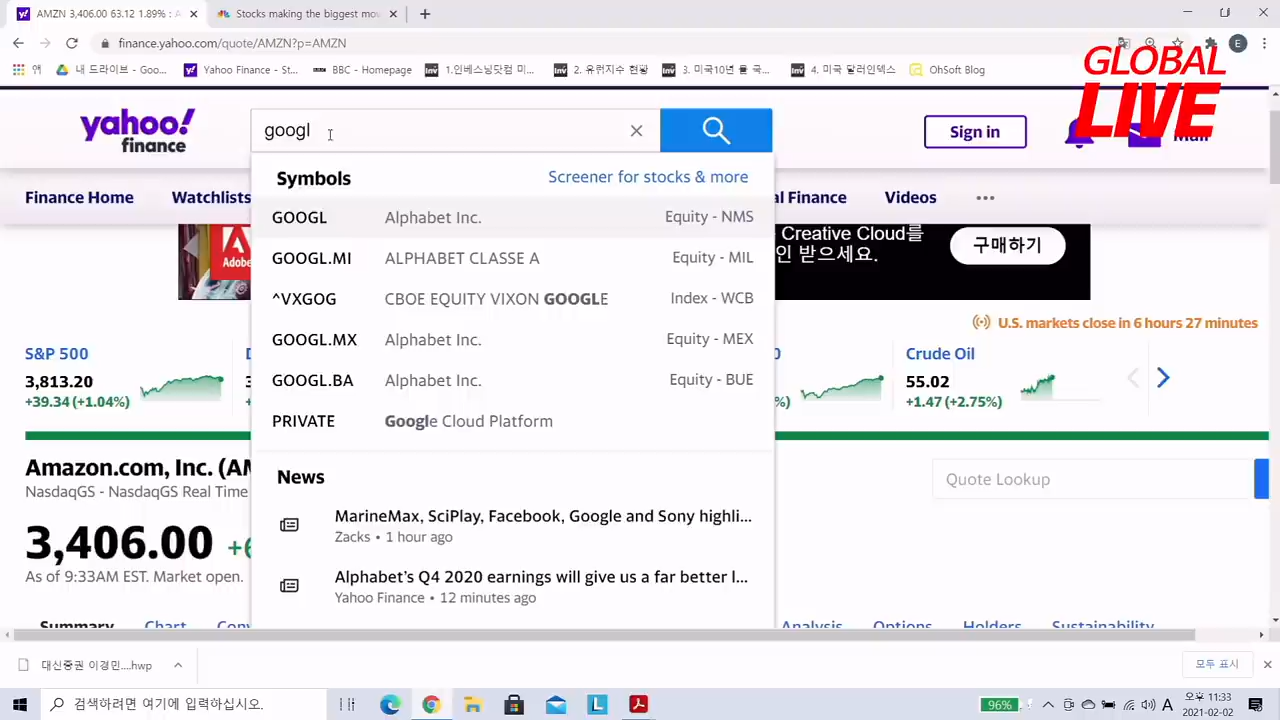 AMZN 3,406.00 63.12 1.89% : A
Stocks making the biggest mov
finance.yahoo.com/quote/AMZN?p=AMZN
E
앱
내 드라이브 - Goo...
Yahoo Finance - St...
BBC - Homepage
1.인베스닝닷컴 미...
2. 유럽지수 현황
3. 미국10년 물 국...
4. 미국 달러인덱스
OhSoft Blog
GLOBAL
LIVE
yahoo!
finance
googl
Sign in
Mail
Finance Home
Watchlists
al Finance
Videos
Symbols
Screener for stocks & more
GOOGL Alphabet Inc. Equity - NMS
GOOGL.MI ALPHABET CLASSE A Equity - MIL
^VXGOG CBOE EQUITY VIXON GOOGLE Index - WCB
GOOGL.MX Alphabet Inc. Equity - MEX
GOOGL.BA Alphabet Inc. Equity - BUE
PRIVATE Google Cloud Platform
News
MarineMax, SciPlay, Facebook, Google and Sony highli...
Zacks • 1 hour ago
Alphabet's Q4 2020 earnings will give us a far better l...
Yahoo Finance • 12 minutes ago
Adobe
Creative Cloud를
인 받으세요.
구매하기
U.S. markets close in 6 hours 27 minutes
S&P 500
3,813.20
+39.34 (+1.04%)
Crude Oil
55.02
+1.47 (+2.75%)
Amazon.com, Inc. (AM
NasdaqGS - NasdaqGS Real Time
Quote Lookup
3,406.00 +6
As of 9:33AM EST. Market open.
Summary
Chart
Conv
Analysis
Options
Holders
Sustainability
대신증권 이경민....hwp
모두 표시
검색하려면 여기에 입력하십시오.
L
96%
A
오후 11:33
2021-02-02